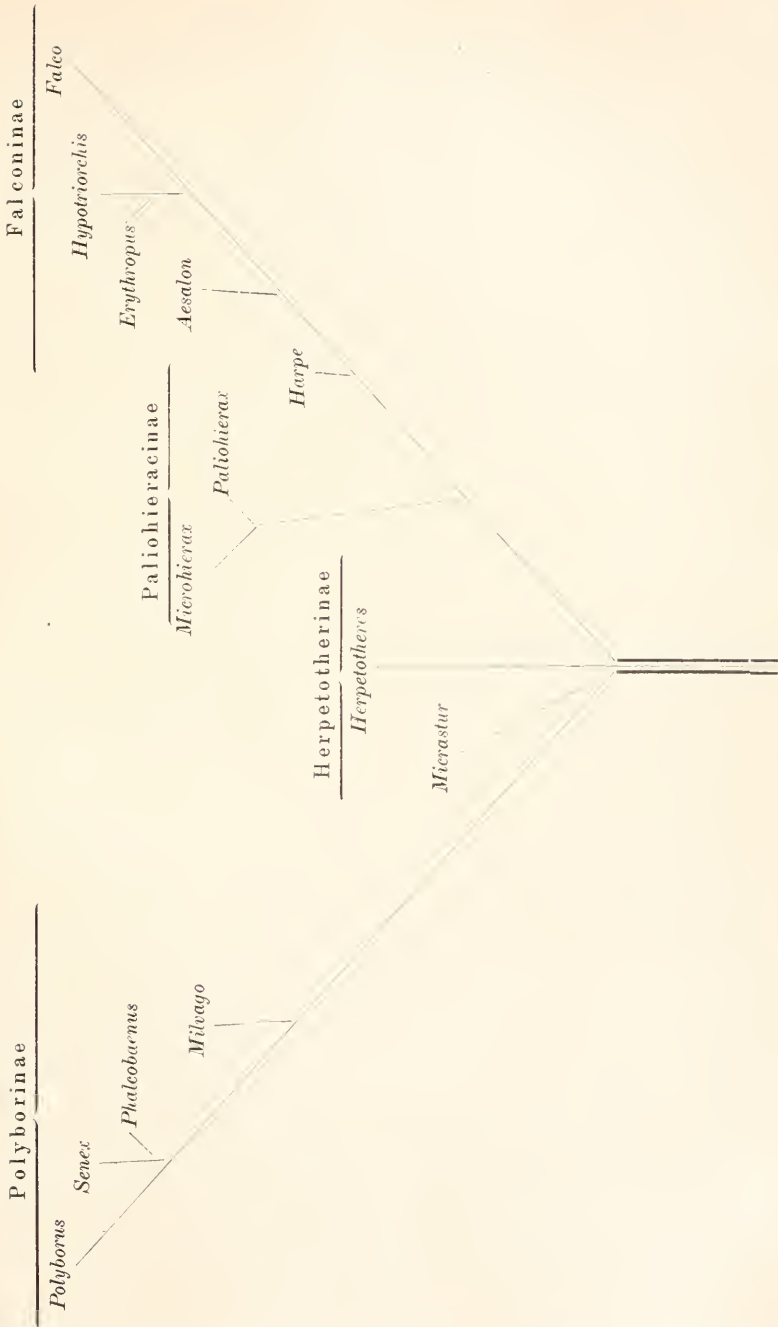 Polyborinae
Polyborus
Senex
Phalcobaenus
Milvago
Herpetotherinae
Herpetotheres
Micrastur
Paliohieracinae
Microhierax
Paliohierax
Falconinae
Falco
Hypotriorchis
Erythropus
Aesalon
Harpe